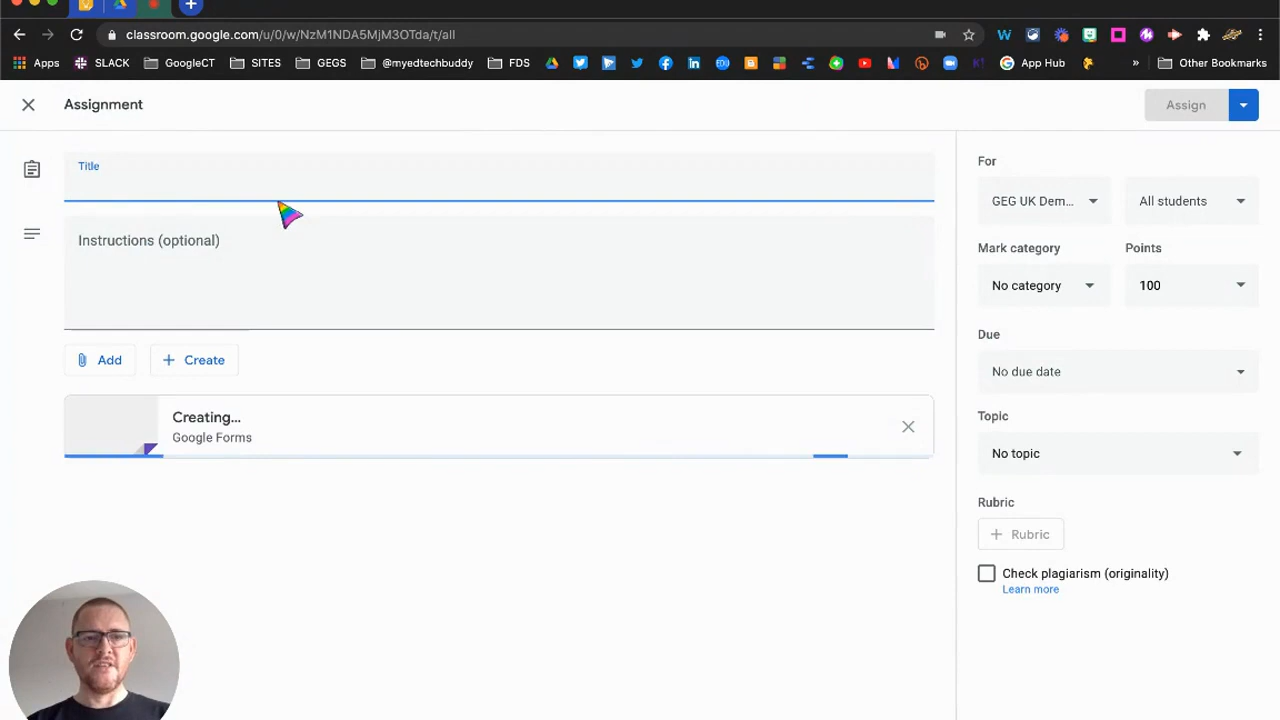 classroom.google.com/u/0/w/NzM1NDA5MjM3OTda/t/all
Apps SLACK GoogleCT SITES GEGS @myedtechbuddy FDS App Hub » Other Bookmarks
Assignment
Assign
Title
Instructions (optional)
Add
Create
Creating...
Google Forms
For
GEG UK Dem...
All students
Mark category
Points
No category
100
Due
No due date
Topic
No topic
Rubric
Rubric
Check plagiarism (originality)
Learn more